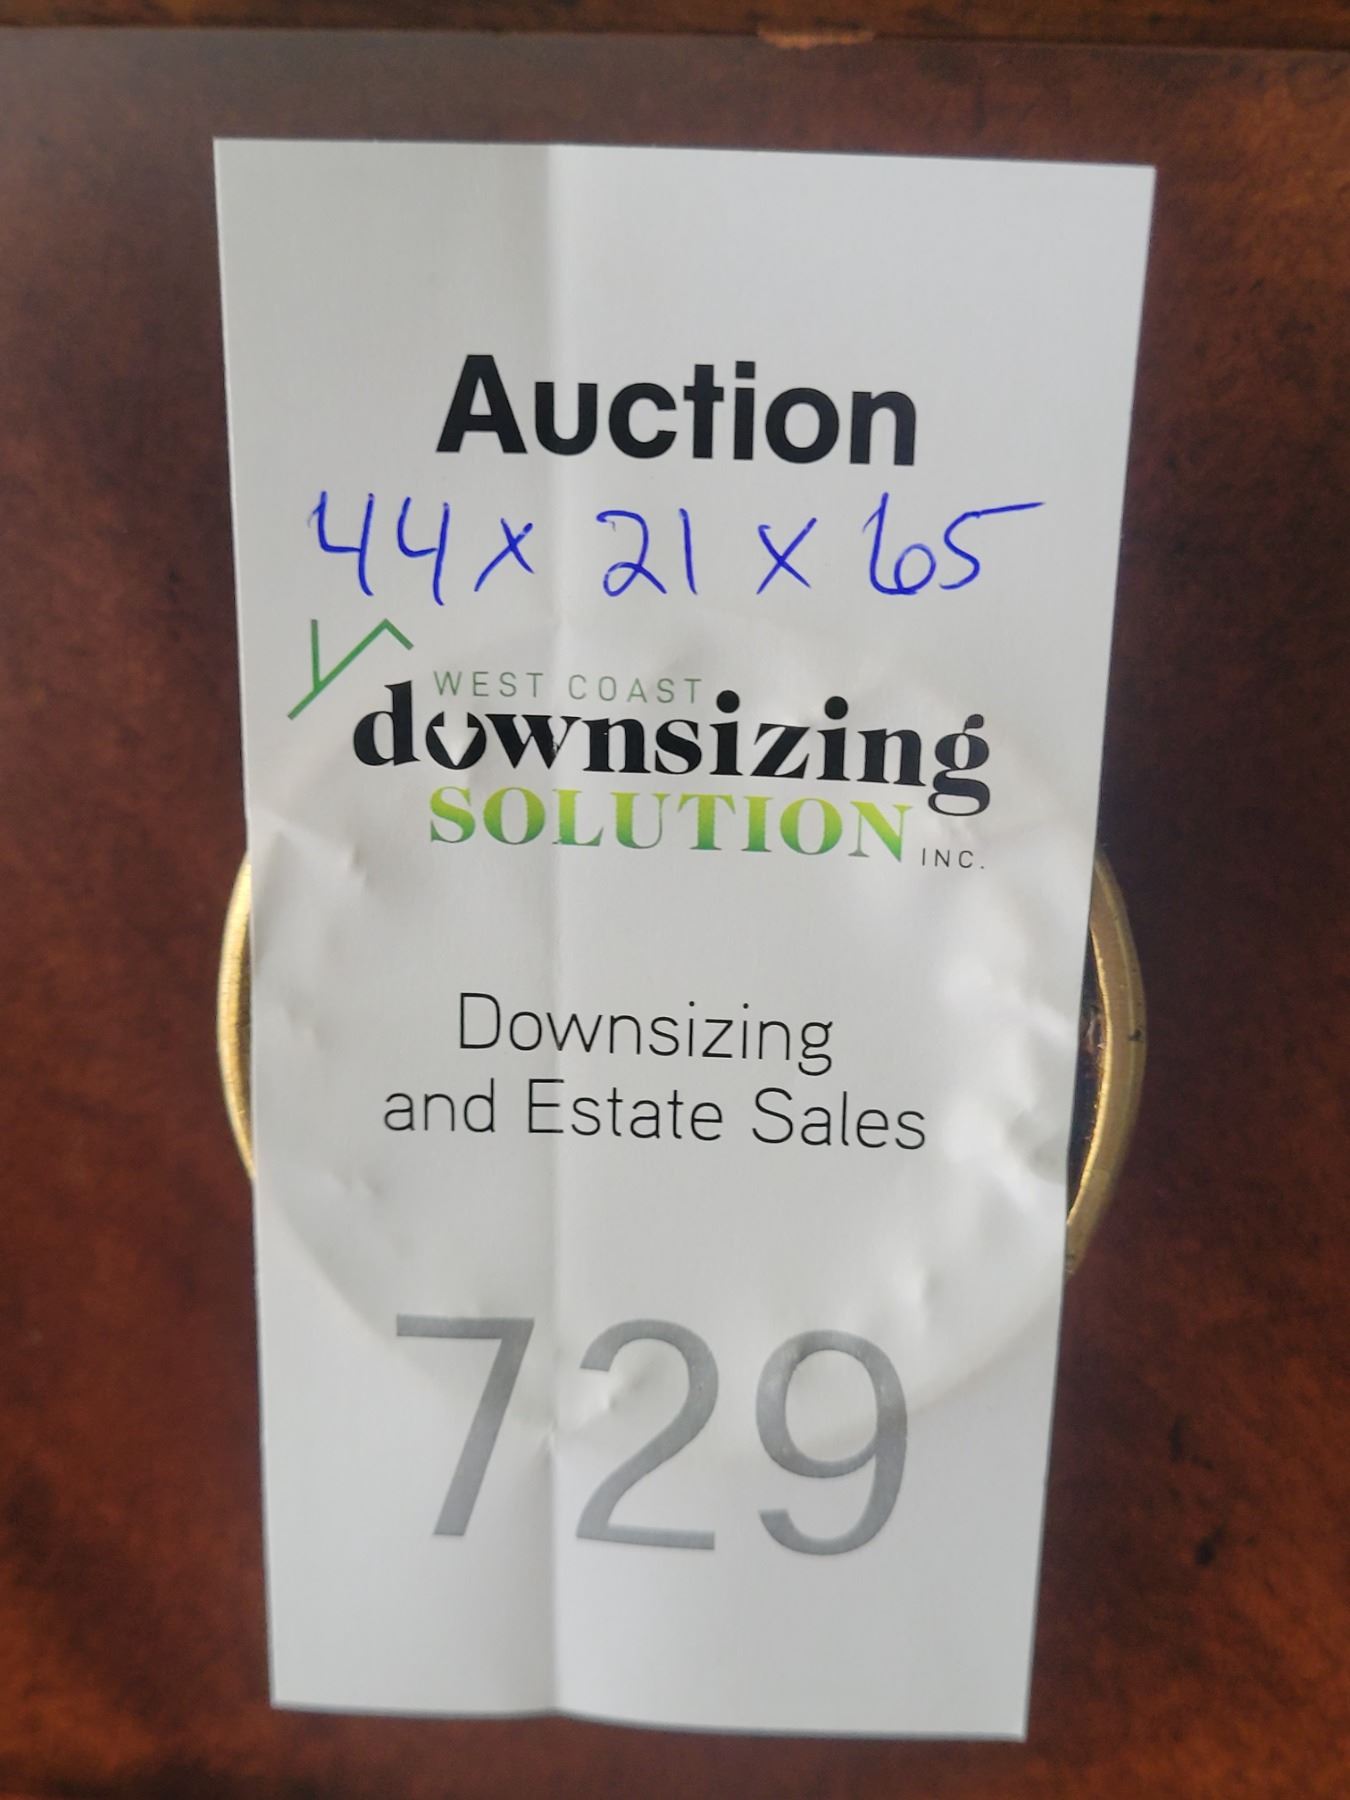 Auction
44 x 21 x 65
WEST COAST
downsizing
SOLUTION INC.
Downsizing
and Estate Sales
729